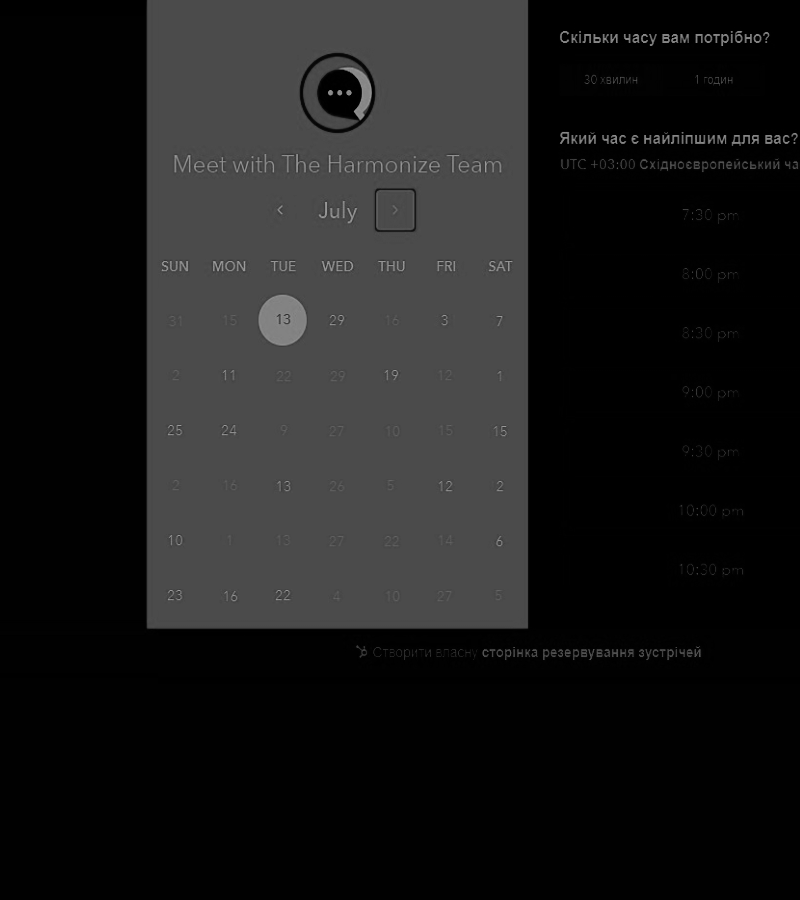 Meet with The Harmonize Team
July
SUN MON TUE WED THU FRI SAT
31 15 13 29 16 3 7
2 11 22 29 19 12 1
25 24 9 27 10 15 15
2 16 13 26 5 12 2
10 1 13 27 22 14 6
23 16 22 4 10 27 5
Скільки часу вам потрібно?
30 хвилин 1 годин
Який час є найліпшим для вас?
UTC +03:00 Східноєвропейський ча
7:30 pm
8:00 pm
8:30 pm
9:00 pm
9:30 pm
10:00 pm
10:30 pm
Створити власну сторінка резервування зустрічей